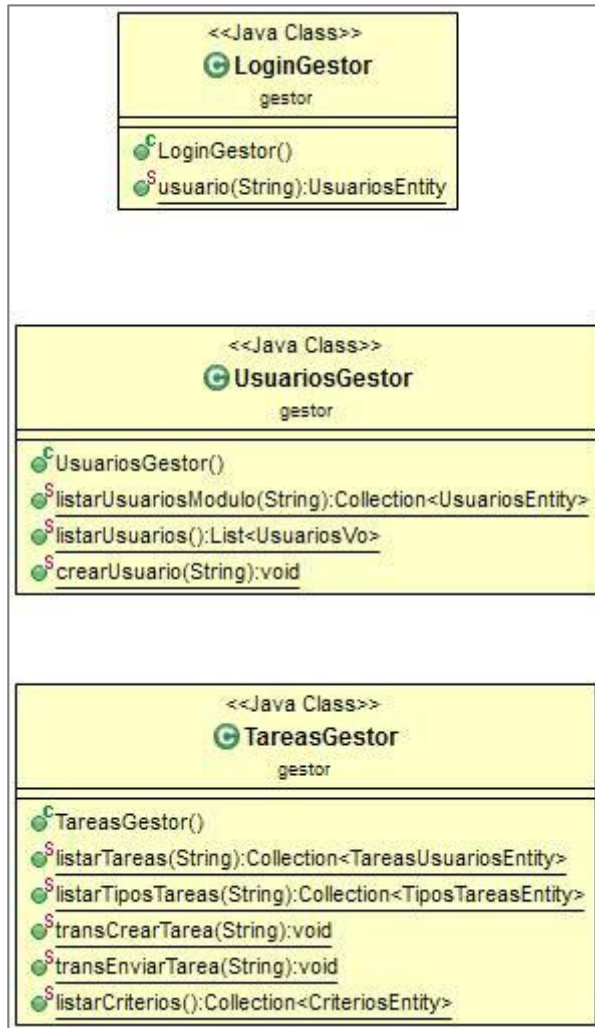 <<Java Class>>
LoginGestor
gestor
LoginGestor()
usuario(String):UsuariosEntity
<<Java Class>>
UsuariosGestor
gestor
UsuariosGestor()
listarUsuariosModulo(String):Collection<UsuariosEntity>
listarUsuarios():List<UsuariosVo>
crearUsuario(String):void
<<Java Class>>
TareasGestor
gestor
TareasGestor()
listarTareas(String):Collection<TareasUsuariosEntity>
listarTiposTareas(String):Collection<TiposTareasEntity>
transCrearTarea(String):void
transEnviarTarea(String):void
listarCriterios():Collection<CriteriosEntity>